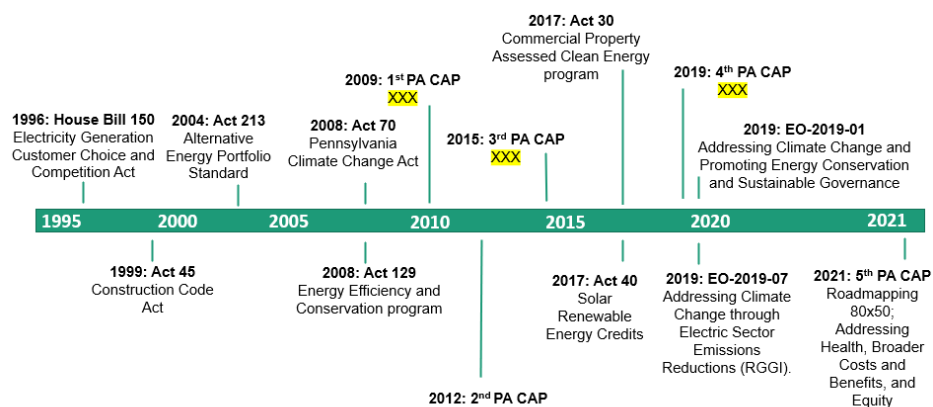 2017: Act 30
Commercial Property
Assessed Clean Energy
program
2009: 1st PA CAP
XXX
2019: 4th PA CAP
XXX
1996: House Bill 150
Electricity Generation
Customer Choice and
Competition Act
2004: Act 213
Alternative
Energy Portfolio
Standard
2008: Act 70
Pennsylvania
Climate Change Act
2015: 3rd PA CAP
XXX
2019: EO-2019-01
Addressing Climate Change and
Promoting Energy Conservation
and Sustainable Governance
1995 2000 2005 2010 2015 2020 2021
1999: Act 45
Construction Code
Act
2008: Act 129
Energy Efficiency and
Conservation program
2012: 2nd PA CAP
2017: Act 40
Solar
Renewable
Energy Credits
2019: EO-2019-07
Addressing Climate
Change through
Electric Sector
Emissions
Reductions (RGGI).
2021: 5th PA CAP
Roadmapping
80x50;
Addressing
Health, Broader
Costs and
Benefits, and
Equity